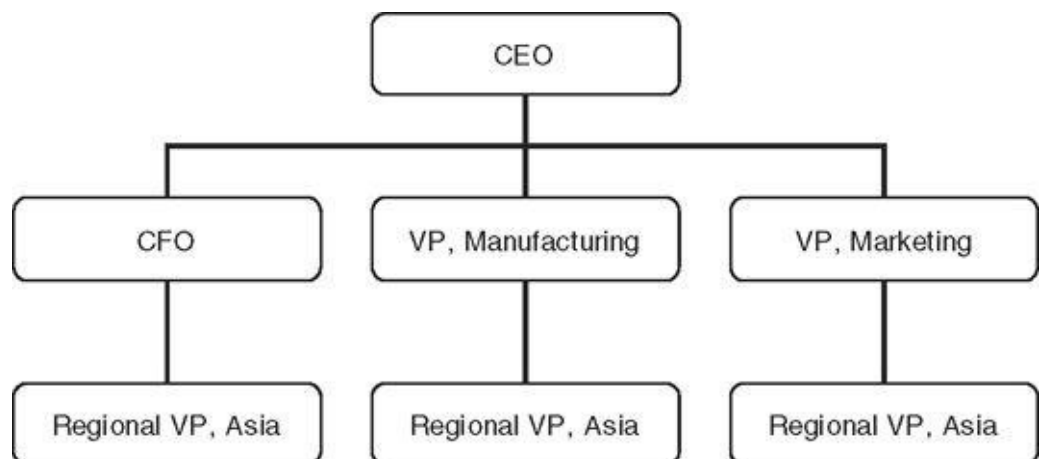 CEO
CFO
VP, Manufacturing
VP, Marketing
Regional VP, Asia
Regional VP, Asia
Regional VP, Asia